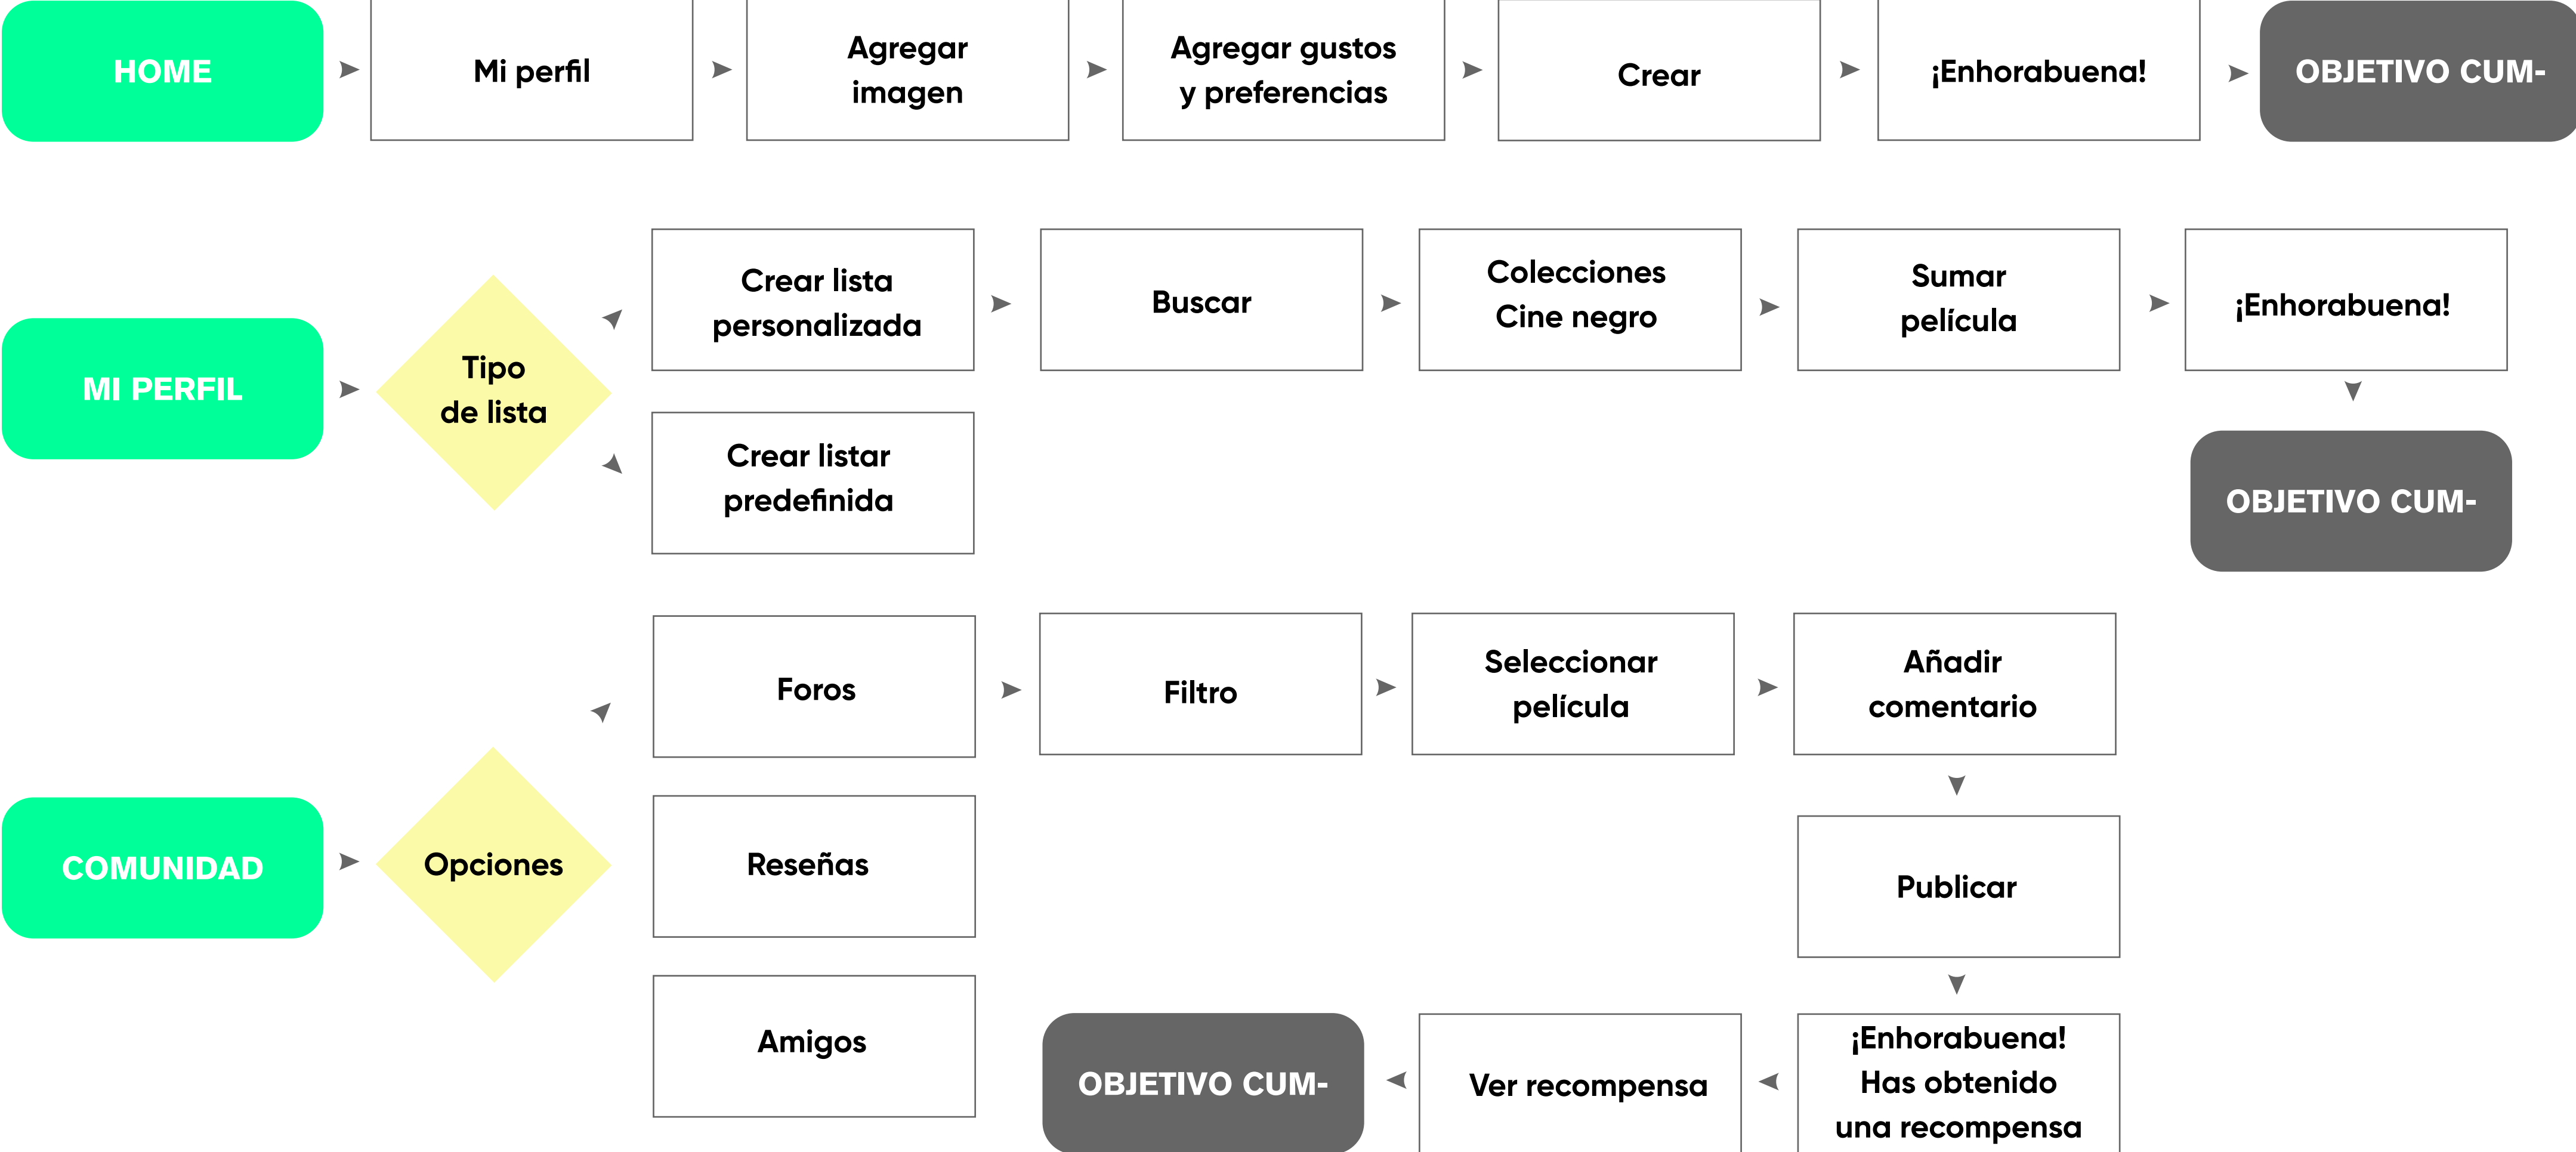 HOME
Mi perfil
Agregar
imagen
Agregar gustos
y preferencias
Crear
¡Enhorabuena!
OBJETIVO CUM-
MI PERFIL
Tipo
de lista
Crear lista
personalizada
Buscar
Colecciones
Cine negro
Sumar
película
¡Enhorabuena!
Crear listar
predefinida
OBJETIVO CUM-
COMUNIDAD
Opciones
Foros
Filtro
Seleccionar
película
Añadir
comentario
Reseñas
Publicar
Amigos
OBJETIVO CUM-
Ver recompensa
¡Enhorabuena!
Has obtenido
una recompensa